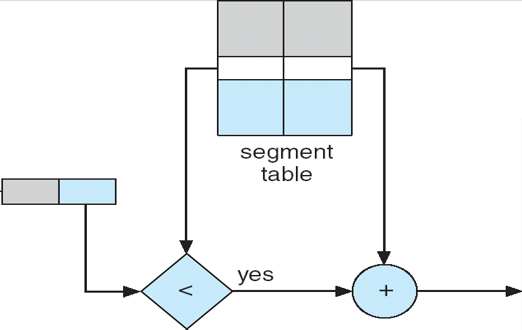 segment
table
yes
<
+